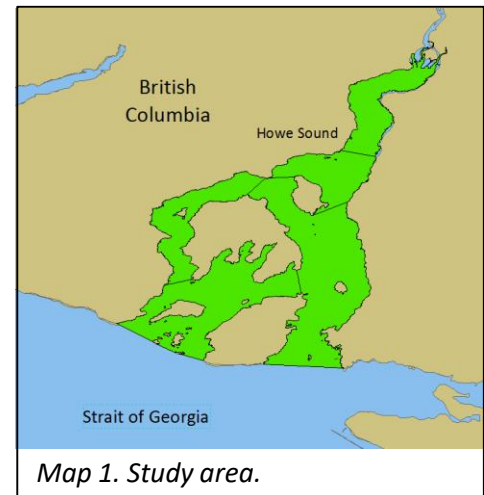 British
Columbia
Howe Sound
Strait of Georgia
Map 1. Study area.